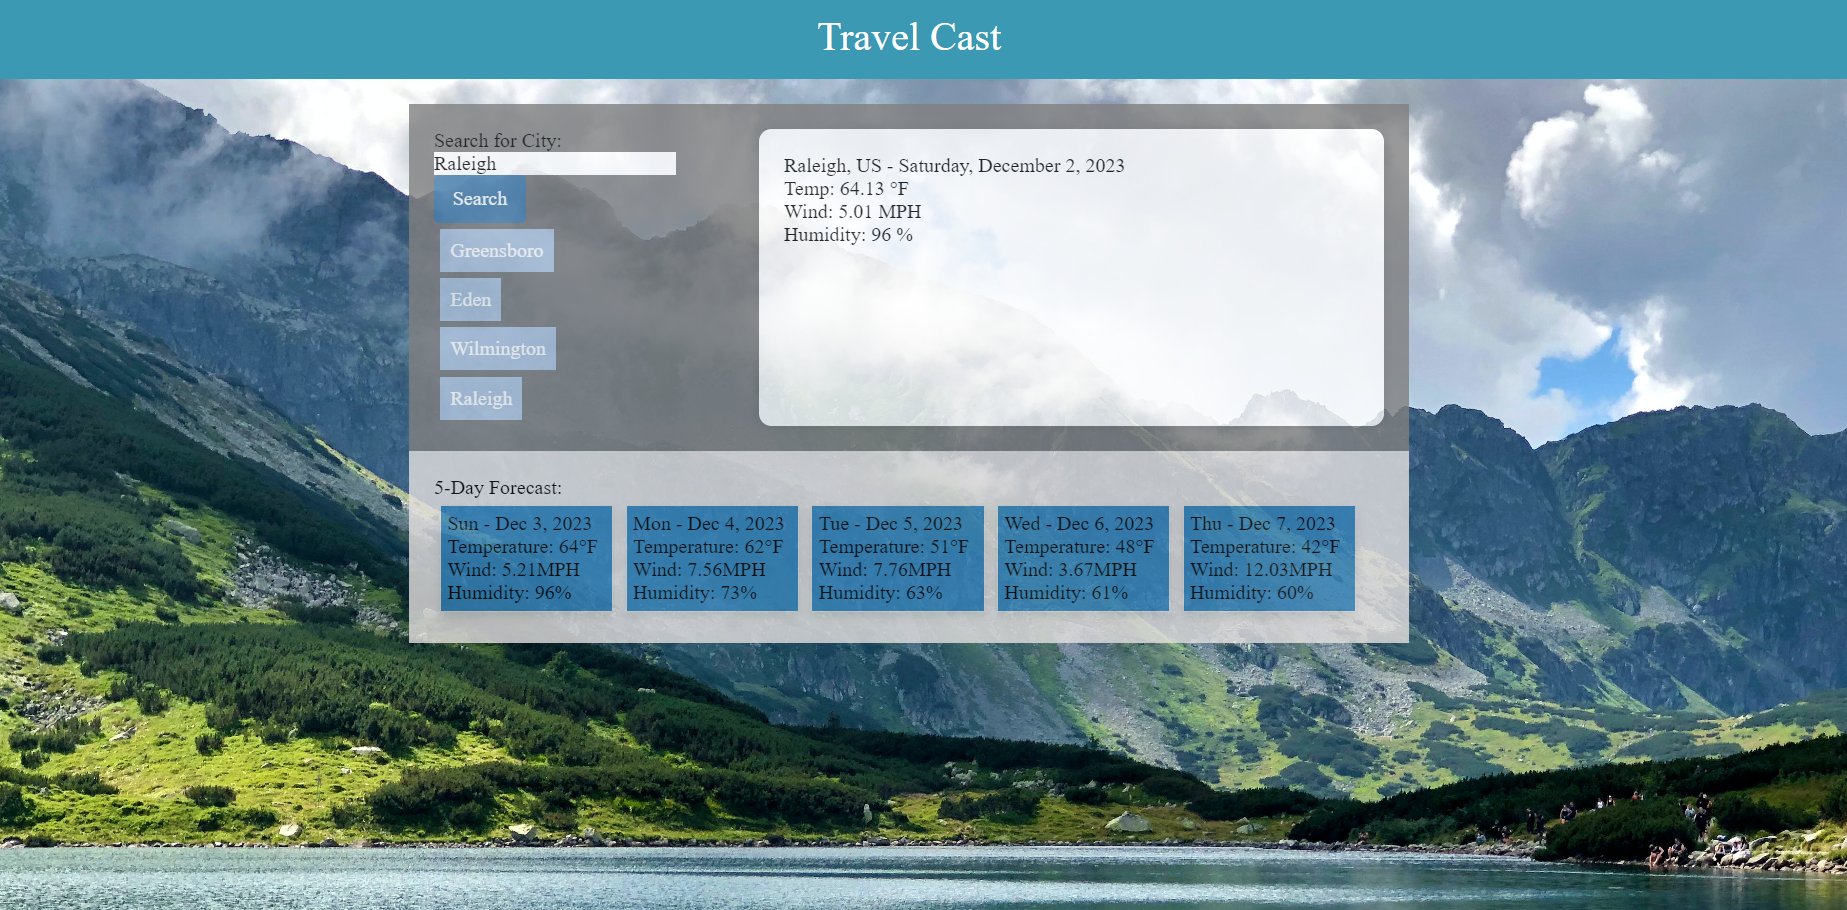 Travel Cast
Search for City:
Raleigh
Search
Greensboro
Eden
Wilmington
Raleigh
Raleigh, US - Saturday, December 2, 2023
Temp: 64.13 °F
Wind: 5.01 MPH
Humidity: 96 %
5-Day Forecast:
Sun - Dec 3, 2023
Temperature: 64°F
Wind: 5.21MPH
Humidity: 96%
Mon - Dec 4, 2023
Temperature: 62°F
Wind: 7.56MPH
Humidity: 73%
Tue - Dec 5, 2023
Temperature: 51°F
Wind: 7.76MPH
Humidity: 63%
Wed - Dec 6, 2023
Temperature: 48°F
Wind: 3.67MPH
Humidity: 61%
Thu - Dec 7, 2023
Temperature: 42°F
Wind: 12.03MPH
Humidity: 60%